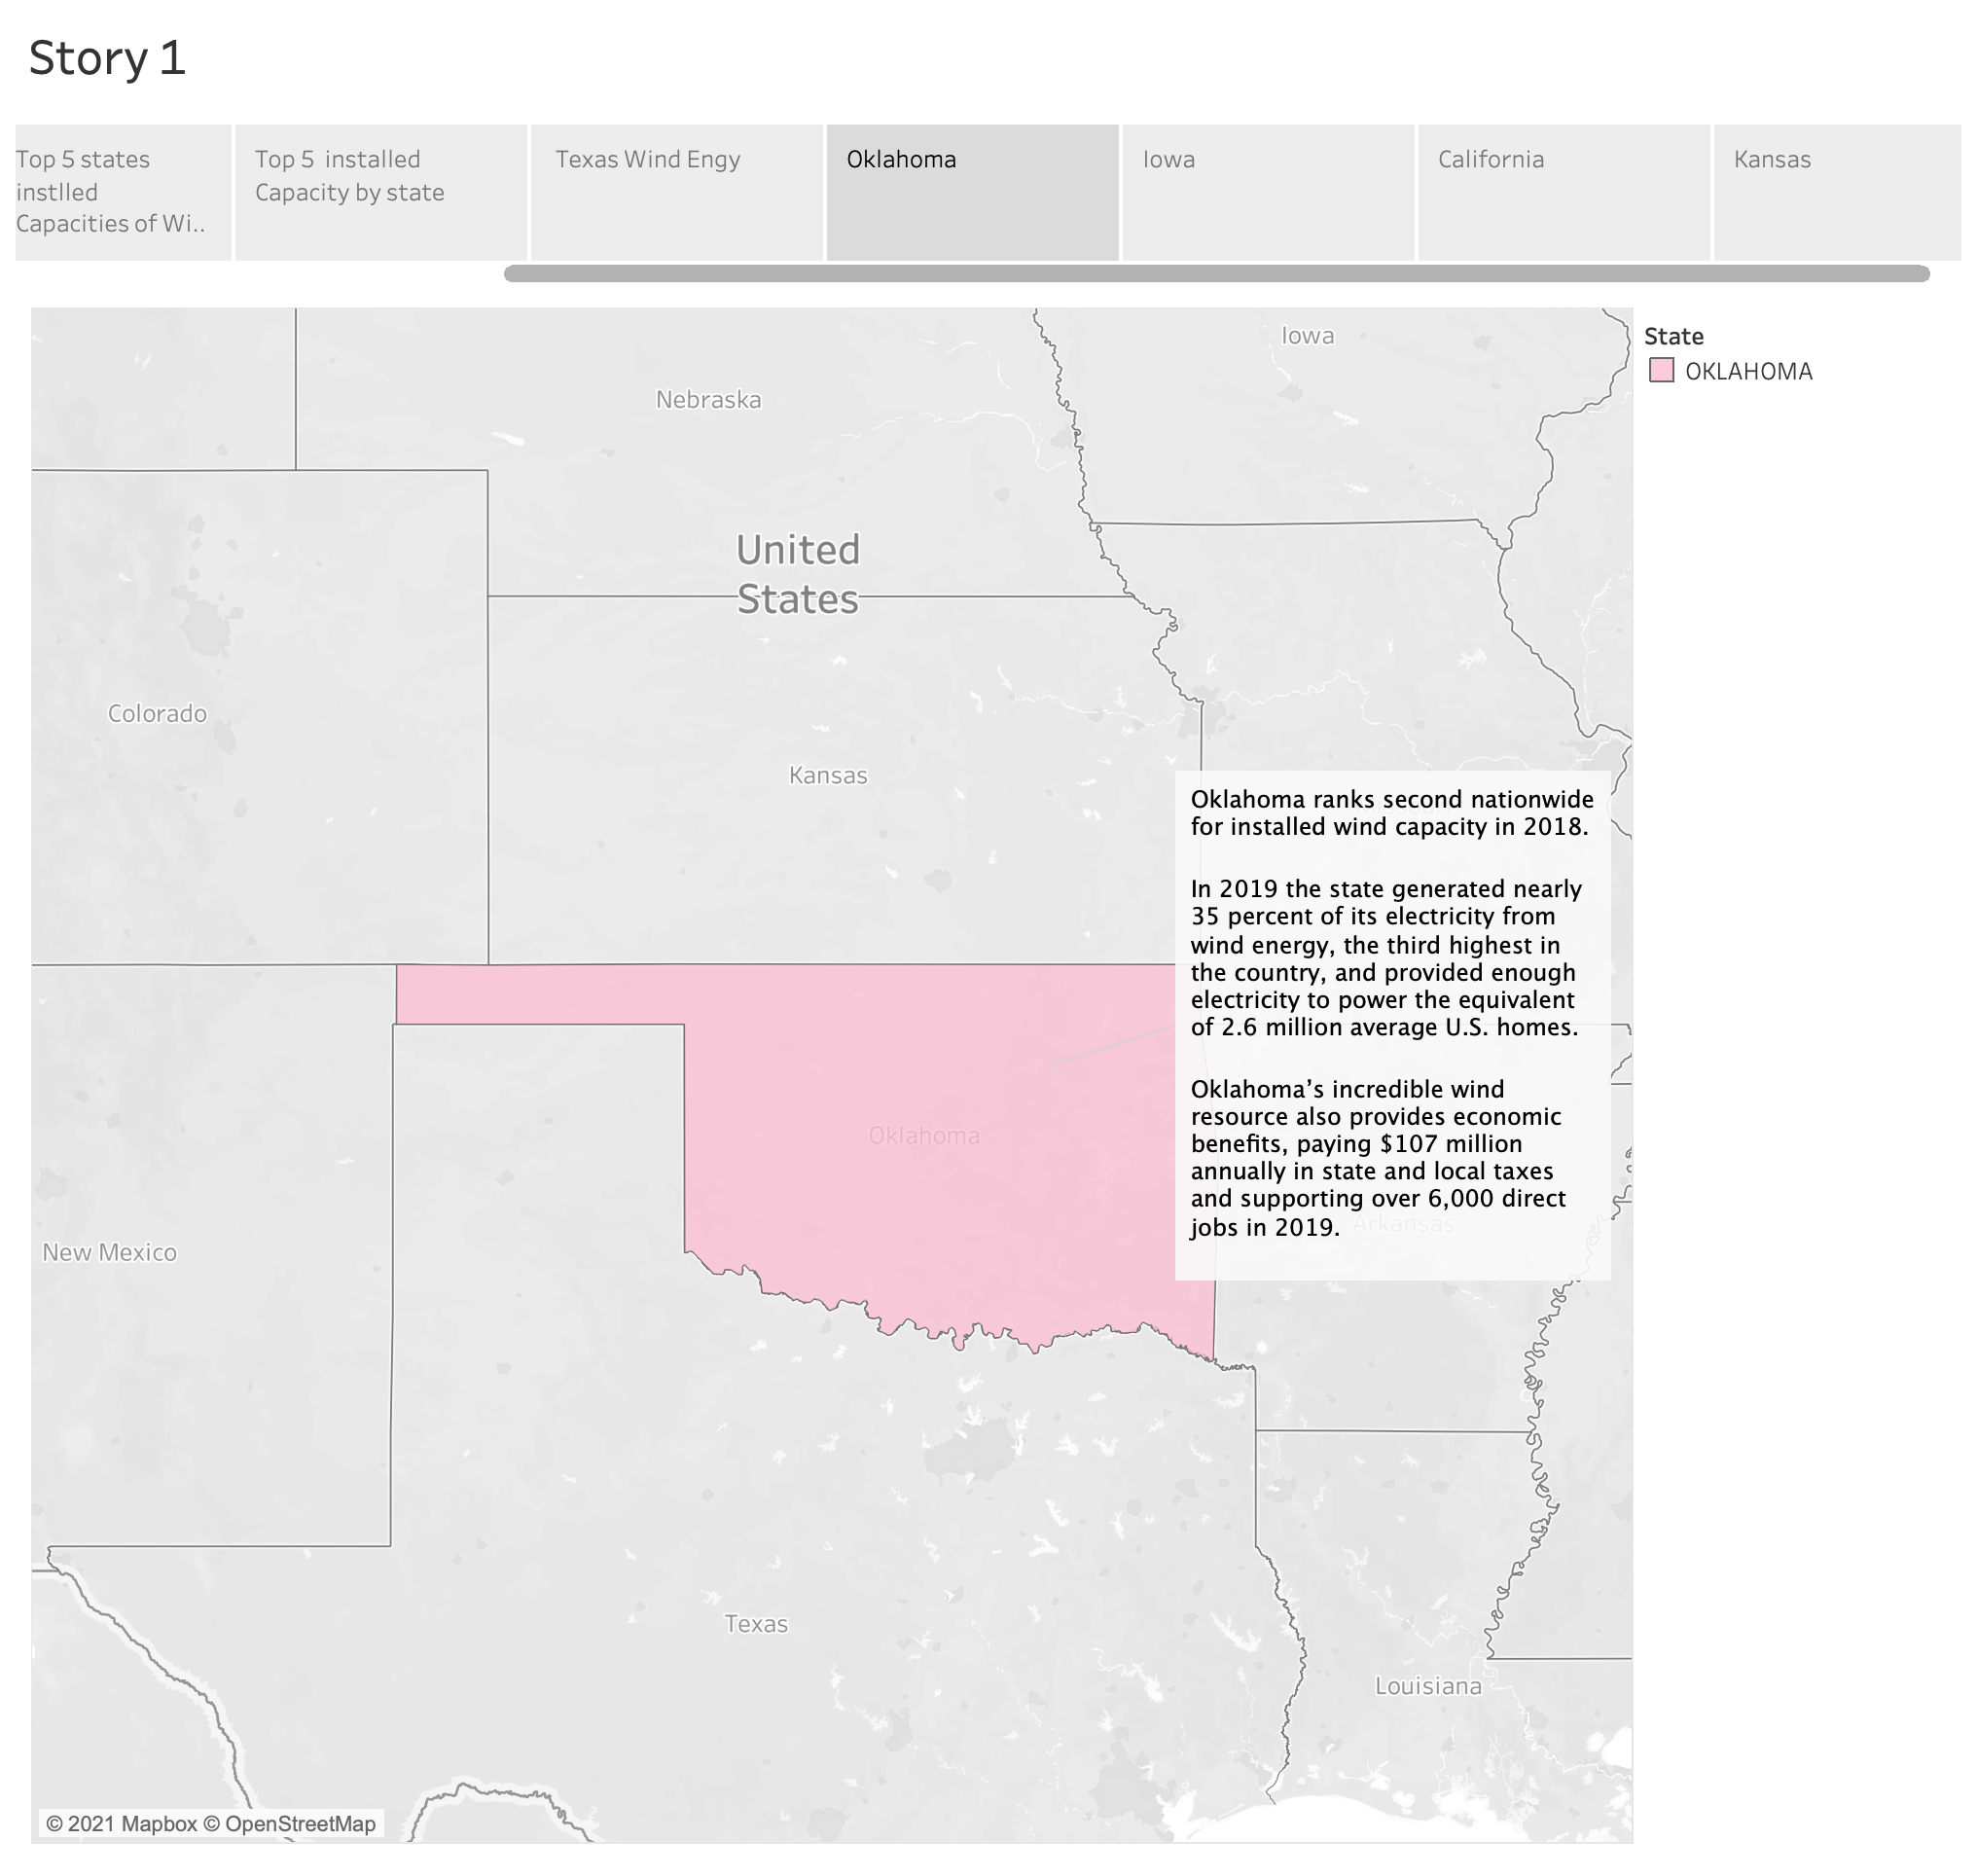 Story 1
Top 5 states
instlled
Capacities of Wi..
Top 5 installed
Capacity by state
Texas Wind Engy
Oklahoma
Iowa
California
Kansas
State
OKLAHOMA
Iowa
Nebraska
United
States
Colorado
Kansas
Oklahoma ranks second nationwide
for installed wind capacity in 2018.
In 2019 the state generated nearly
35 percent of its electricity from
wind energy, the third highest in
the country, and provided enough
electricity to power the equivalent
of 2.6 million average U.S. homes.
Oklahoma’s incredible wind
resource also provides economic
benefits, paying $107 million
annually in state and local taxes
and supporting over 6,000 direct
jobs in 2019.
Oklahoma
Arkansas
New Mexico
Texas
Louisiana
© 2021 Mapbox © OpenStreetMap